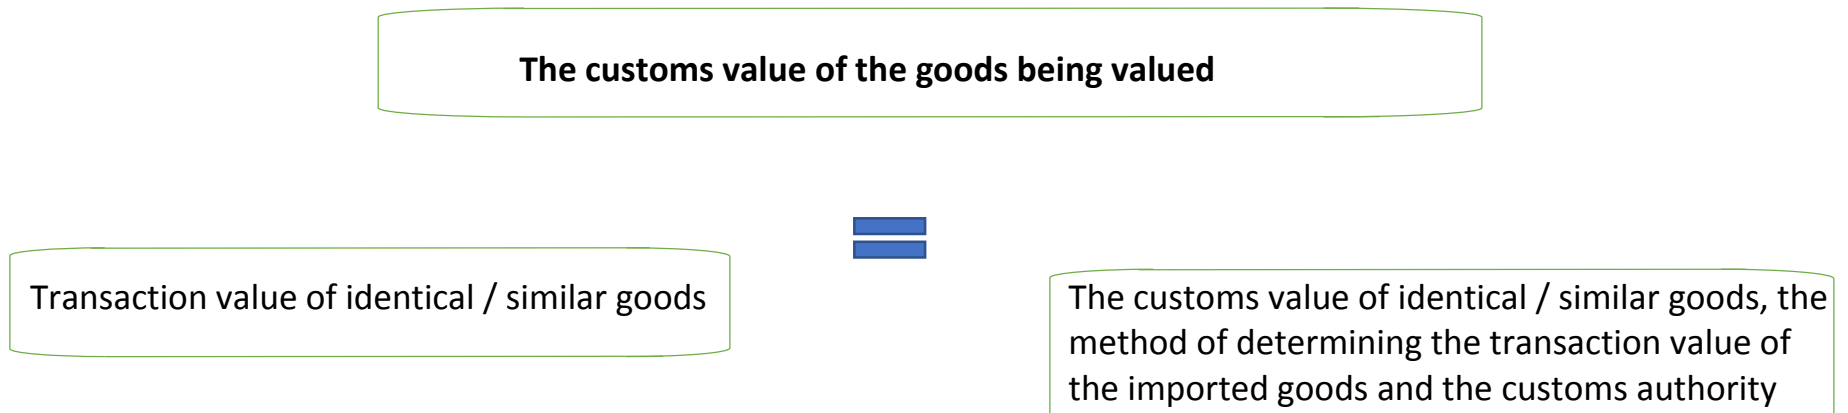 The customs value of the goods being valued
Transaction value of identical / similar goods
The customs value of identical / similar goods, the
method of determining the transaction value of
the imported goods and the customs authority